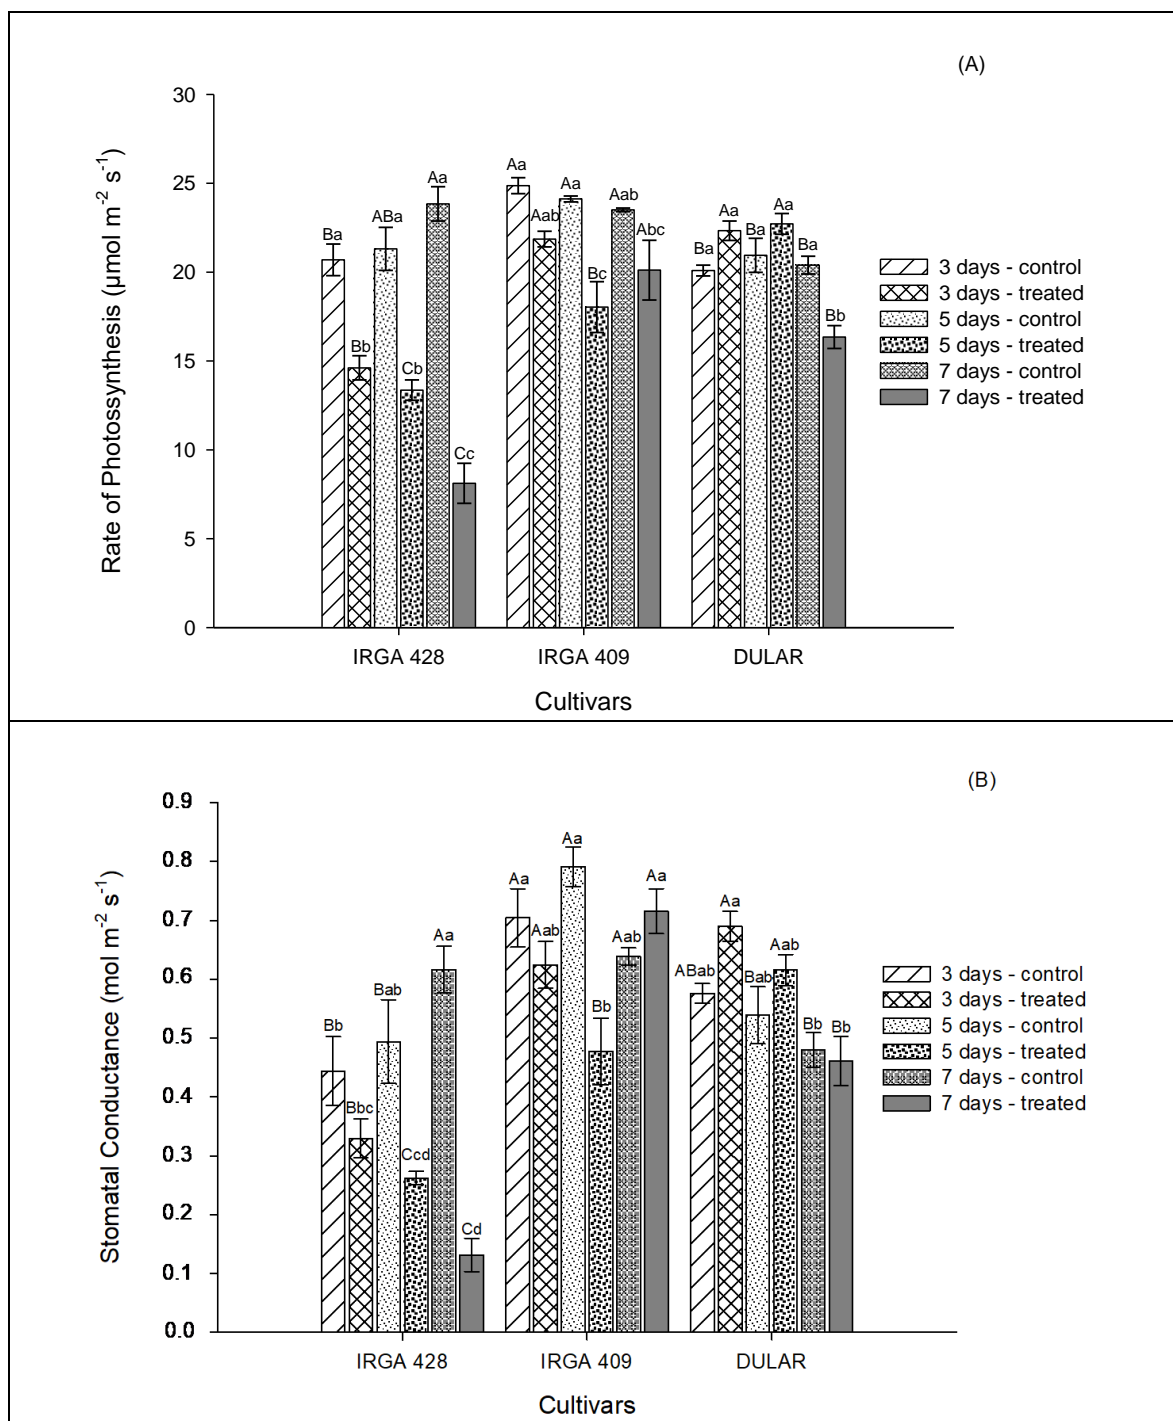 (A)
30
25
20
15
10
5
0
Rate of Photossynthesis (µmol m⁻² s⁻¹)
Ba Bb ABa Cb Aa Cc
Aa Aab Aa Bc Aab Abc
Ba Aa Ba Aa Ba Bb
3 days - control
3 days - treated
5 days - control
5 days - treated
7 days - control
7 days - treated
IRGA 428 IRGA 409 DULAR
Cultivars
(B)
0.9
0.8
0.7
0.6
0.5
0.4
0.3
0.2
0.1
0.0
Stomatal Conductance (mol m⁻² s⁻¹)
Bb Bbc Bab Ccd Aa Cd
Aa Aab Aa Bb Aab Aa
ABab Aa Bab Aab Bb Bb
3 days - control
3 days - treated
5 days - control
5 days - treated
7 days - control
7 days - treated
IRGA 428 IRGA 409 DULAR
Cultivars